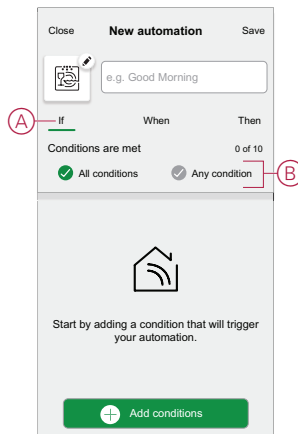 Close New automation Save
e.g. Good Morning
A If When Then
Conditions are met 0 of 10
All conditions Any condition B
Start by adding a condition that will trigger
your automation.
Add conditions